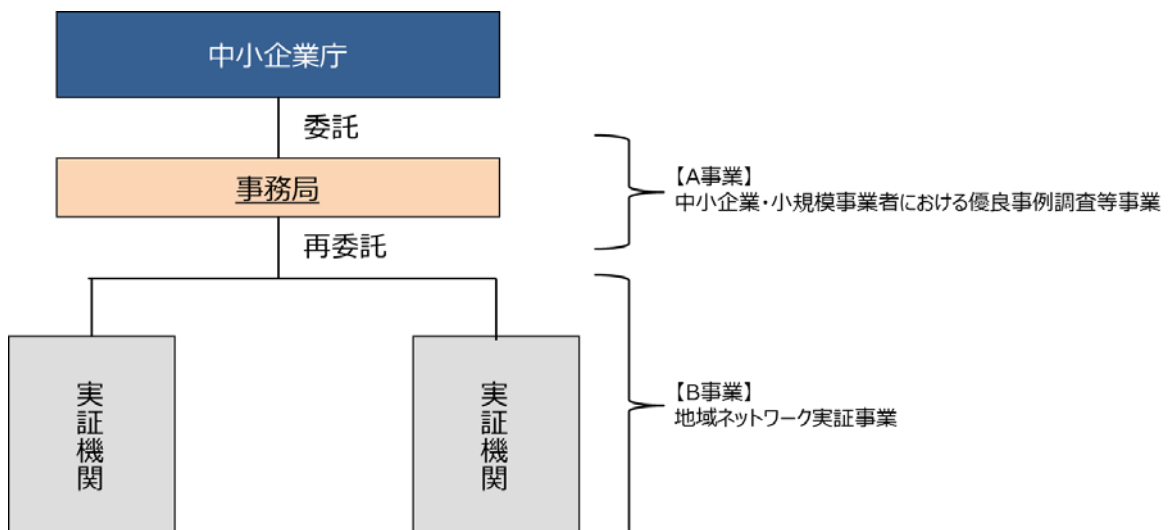 中小企業庁
委託
事務局
【A事業】
中小企業・小規模事業者における優良事例調査等事業
再委託
実証機関
実証機関
【B事業】
地域ネットワーク実証事業